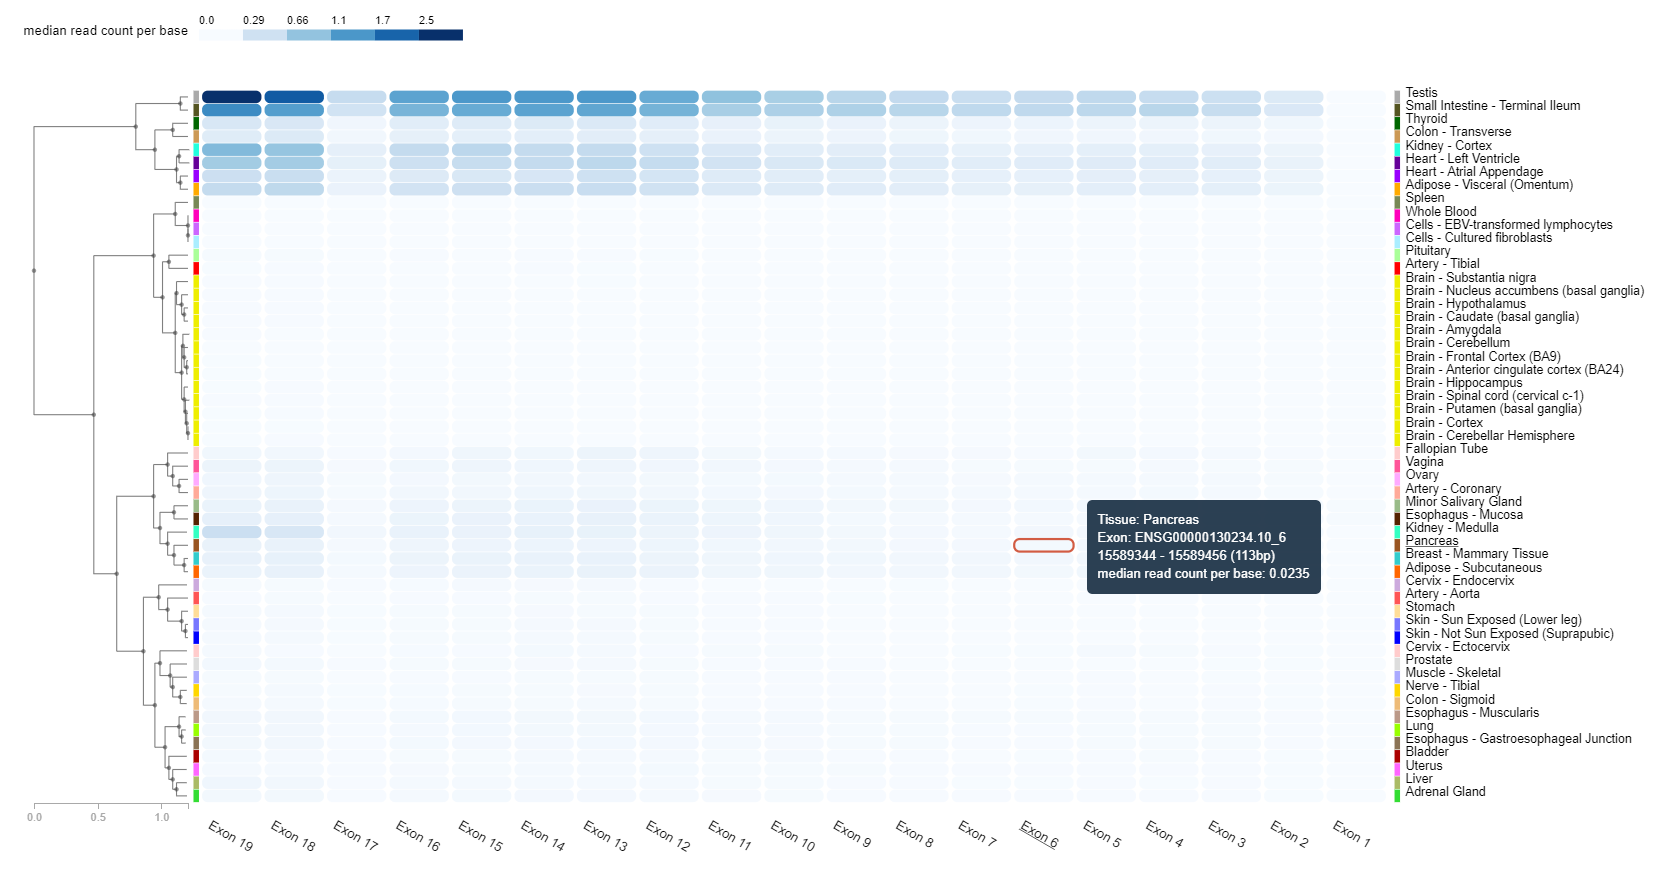 0.0 0.29 0.66 1.1 1.7 2.5
median read count per base
Testis
Small Intestine - Terminal Ileum
Thyroid
Colon - Transverse
Kidney - Cortex
Heart - Left Ventricle
Heart - Atrial Appendage
Adipose - Visceral (Omentum)
Spleen
Whole Blood
Cells - EBV-transformed lymphocytes
Cells - Cultured fibroblasts
Pituitary
Artery - Tibial
Brain - Substantia nigra
Brain - Nucleus accumbens (basal ganglia)
Brain - Hypothalamus
Brain - Caudate (basal ganglia)
Brain - Amygdala
Brain - Cerebellum
Brain - Frontal Cortex (BA9)
Brain - Anterior cingulate cortex (BA24)
Brain - Hippocampus
Brain - Spinal cord (cervical c-1)
Brain - Putamen (basal ganglia)
Brain - Cortex
Brain - Cerebellar Hemisphere
Fallopian Tube
Vagina
Ovary
Artery - Coronary
Minor Salivary Gland
Esophagus - Mucosa
Kidney - Medulla
Pancreas
Breast - Mammary Tissue
Adipose - Subcutaneous
Cervix - Endocervix
Artery - Aorta
Stomach
Skin - Sun Exposed (Lower leg)
Skin - Not Sun Exposed (Suprapubic)
Cervix - Ectocervix
Prostate
Muscle - Skeletal
Nerve - Tibial
Colon - Sigmoid
Esophagus - Muscularis
Lung
Esophagus - Gastroesophageal Junction
Bladder
Uterus
Liver
Adrenal Gland
Tissue: Pancreas
Exon: ENSG00000130234.10_6
15589344 - 15589456 (113bp)
median read count per base: 0.0235
0.0 0.5 1.0
Exon 19 Exon 18 Exon 17 Exon 16 Exon 15 Exon 14 Exon 13 Exon 12 Exon 11 Exon 10 Exon 9 Exon 8 Exon 7 Exon 6 Exon 5 Exon 4 Exon 3 Exon 2 Exon 1